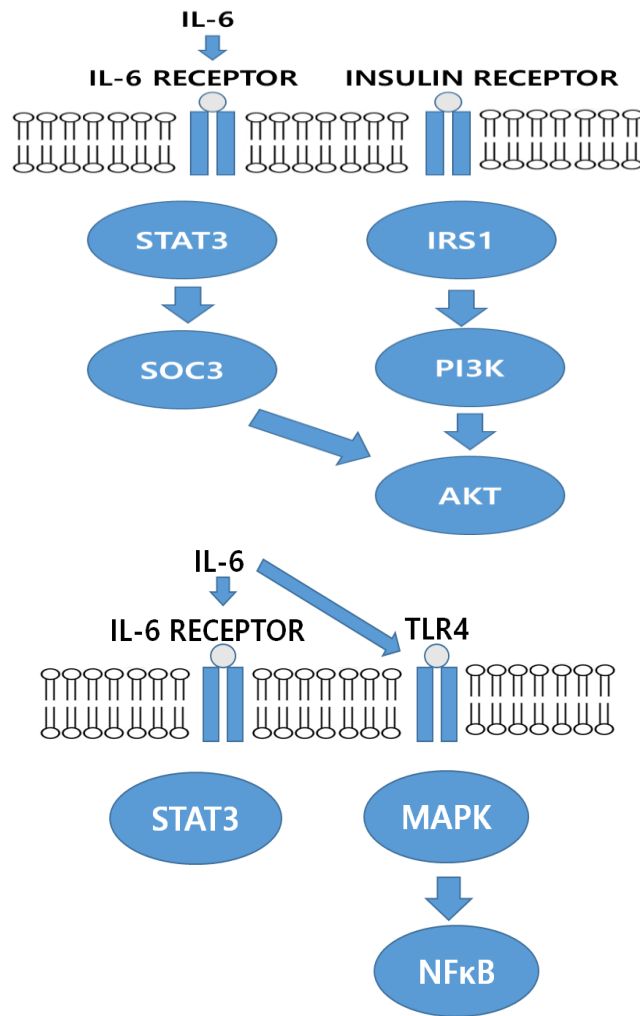 IL-6
IL-6 RECEPTOR INSULIN RECEPTOR
STAT3 IRS1
SOC3 PI3K
AKT
IL-6
IL-6 RECEPTOR TLR4
STAT3 MAPK
NFκB